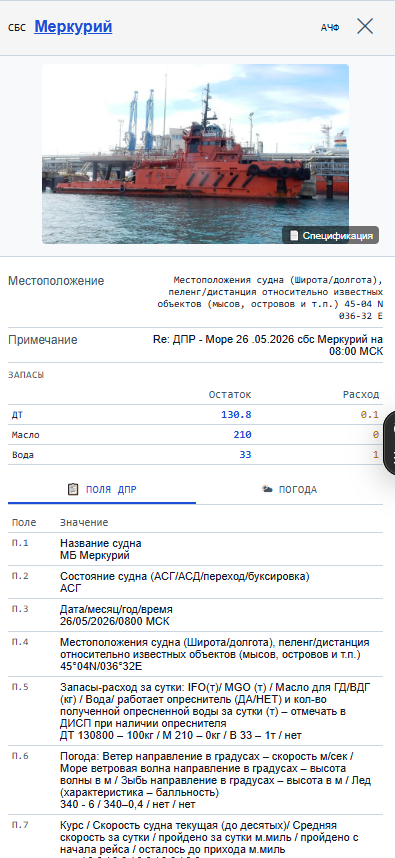 СБС Меркурий АЧФ
Спецификация
Местоположение
Местоположения судна (Широта/долгота),
пеленг/дистанция относительно известных
объектов (мысов, островов и т.п.) 45-04 N
036-32 E
Примечание
Re: ДПР - Море 26 .05.2026 сбс Меркурий на
08:00 МСК
ЗАПАСЫ
Остаток Расход
ДТ 130.8 0.1
Масло 210 0
Вода 33 1
ПОЛЯ ДПР ПОГОДА
Поле Значение
П.1 Название судна
МБ Меркурий
П.2 Состояние судна (АСГ/АСД/переход/буксировка)
АСГ
П.3 Дата/месяц/год/время
26/05/2026/0800 МСК
П.4 Местоположения судна (Широта/долгота), пеленг/дистанция
относительно известных объектов (мысов, островов и т.п.)
45°04N/036°32E
П.5 Запасы-расход за сутки: IFO(т)/ MGO (т) / Масло для ГД/ВДГ
(кг) / Вода/ работает опреснитель (ДА/НЕТ) и кол-во
полученной опресненной воды за сутки (т) – отмечать в
ДИСП при наличии опреснителя
ДТ 130800 – 100кг / М 210 – 0кг / В 33 – 1т / нет
П.6 Погода: Ветер направление в градусах – скорость м/сек /
Море ветровая волна направление в градусах – высота
волны в м / Зыбь направление в градусах – высота в м / Лед
(характеристика – балльность)
340 - 6 / 340–0,4 / нет / нет
П.7 Курс / Скорость судна текущая (до десятых)/ Средняя
скорость за сутки / пройдено за сутки м.миль / пройдено с
начала рейса / осталось до прихода м.миль